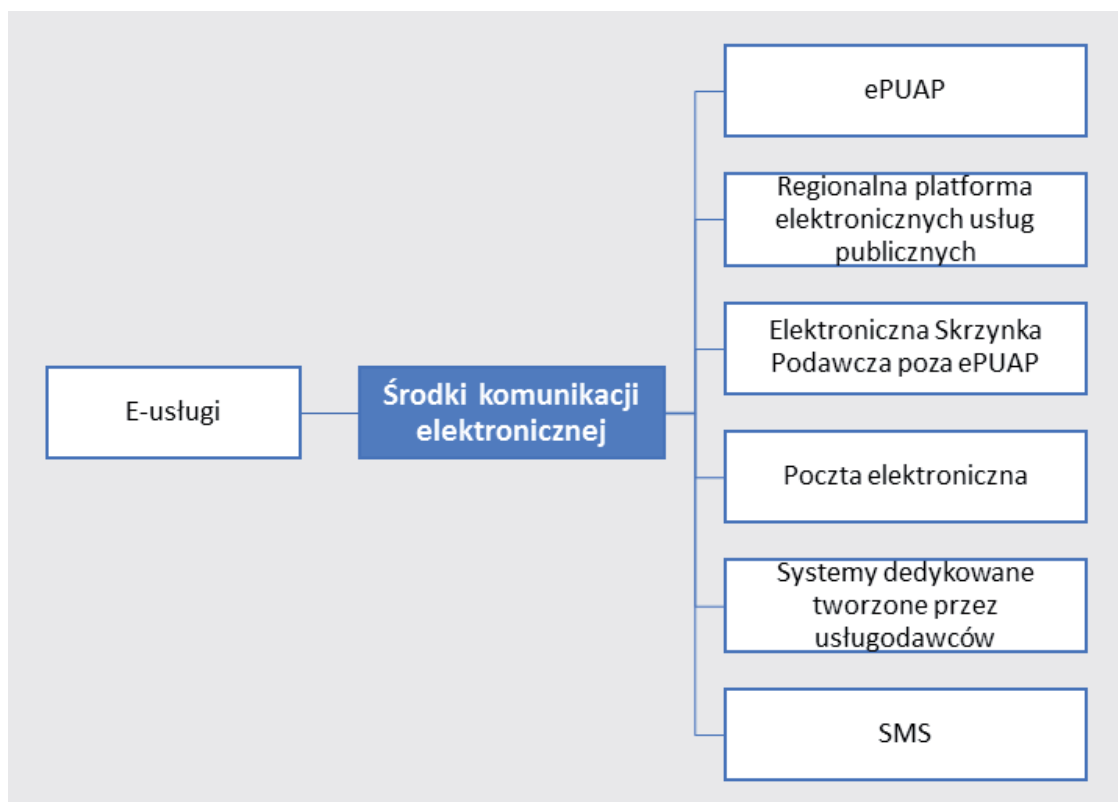 E-usługi
Środki komunikacji
elektronicznej
ePUAP
Regionalna platforma
elektronicznych usług
publicznych
Elektroniczna Skrzynka
Podawcza poza ePUAP
Poczta elektroniczna
Systemy dedykowane
tworzone przez
usługodawców
SMS